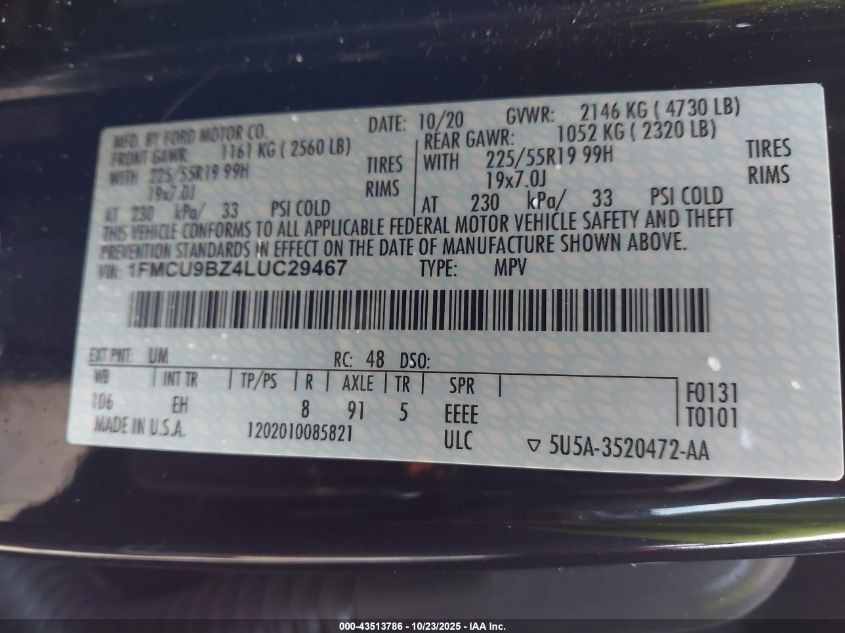 MFD. BY FORD MOTOR CO. DATE: 10/20 GVWR: 2146 KG ( 4730 LB)
FRONT GAWR: 1161 KG ( 2560 LB) REAR GAWR: 1052 KG ( 2320 LB)
WITH 225/55R19 99H TIRES WITH 225/55R19 99H TIRES
19x7.0J RIMS 19x7.0J RIMS
AT 230 kPa/ 33 PSI COLD AT 230 kPa/ 33 PSI COLD
THIS VEHICLE CONFORMS TO ALL APPLICABLE FEDERAL MOTOR VEHICLE SAFETY AND THEFT
PREVENTION STANDARDS IN EFFECT ON THE DATE OF MANUFACTURE SHOWN ABOVE.
VIN: 1FMCU9BZ4LUC29467 TYPE: MPV
EXT PNT: UM RC: 48 DSO:
WB INT TR TP/PS R AXLE TR SPR F0131
106 EH 8 91 5 EEEE T0101
MADE IN U.S.A. 1202010085821 ULC 5U5A-3520472-AA
000-43513786 - 10/23/2025 - IAA Inc.